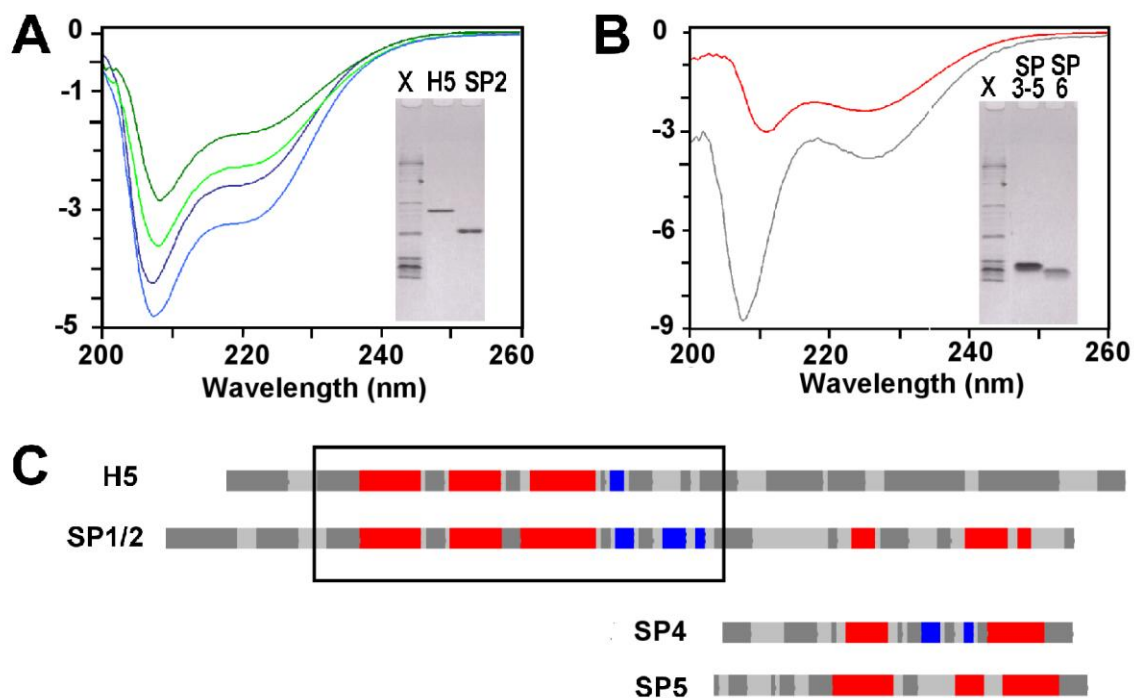 A
0
-1
-3
-5
200
220
240
260
Wavelength (nm)
X H5 SP2
B
0
-3
-6
-9
200
220
240
260
Wavelength (nm)
X SP 3-5 SP 6
C
H5
SP1/2
SP4
SP5